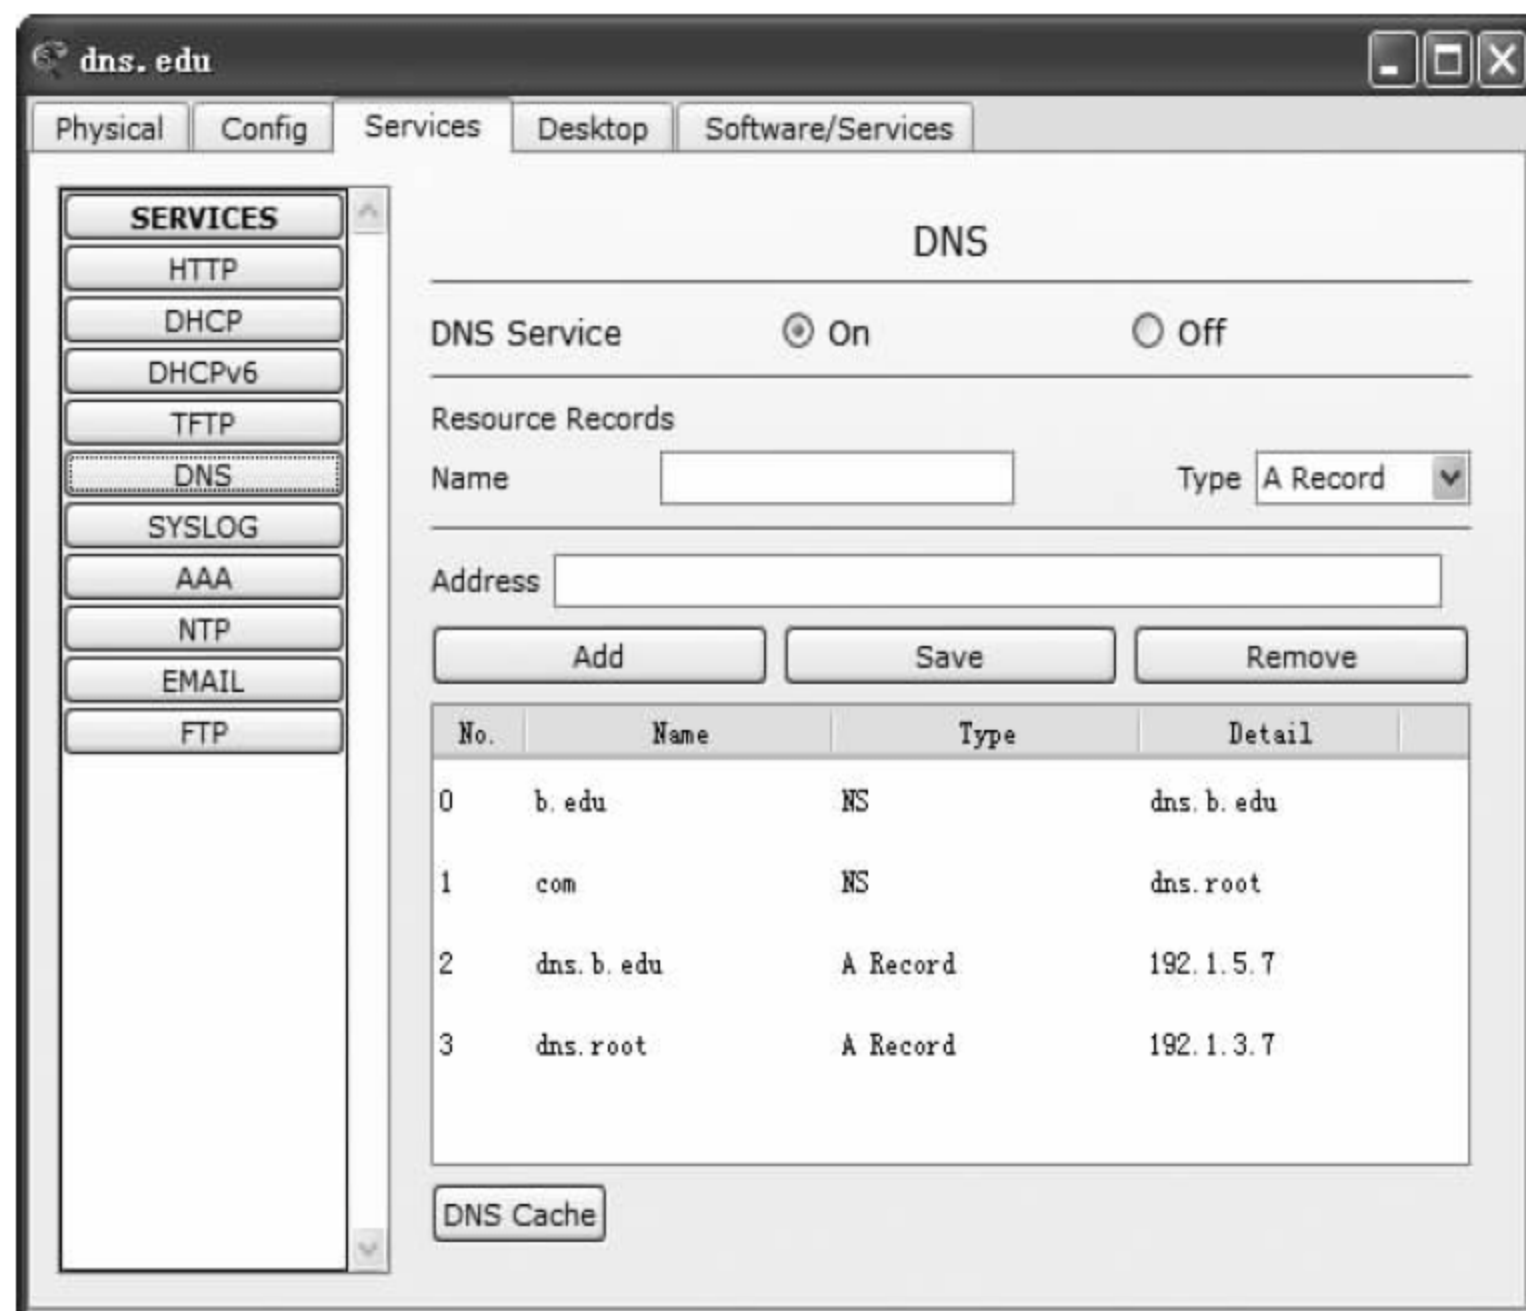 dns.edu
Physical Config Services Desktop Software/Services
SERVICES
HTTP
DHCP
DHCPv6
TFTP
DNS
SYSLOG
AAA
NTP
EMAIL
FTP
DNS
DNS Service On Off
Resource Records
Name Type A Record
Address
Add Save Remove
No. Name Type Detail
0 b.edu NS dns.b.edu
1 com NS dns.root
2 dns.b.edu A Record 192.1.5.7
3 dns.root A Record 192.1.3.7
DNS Cache